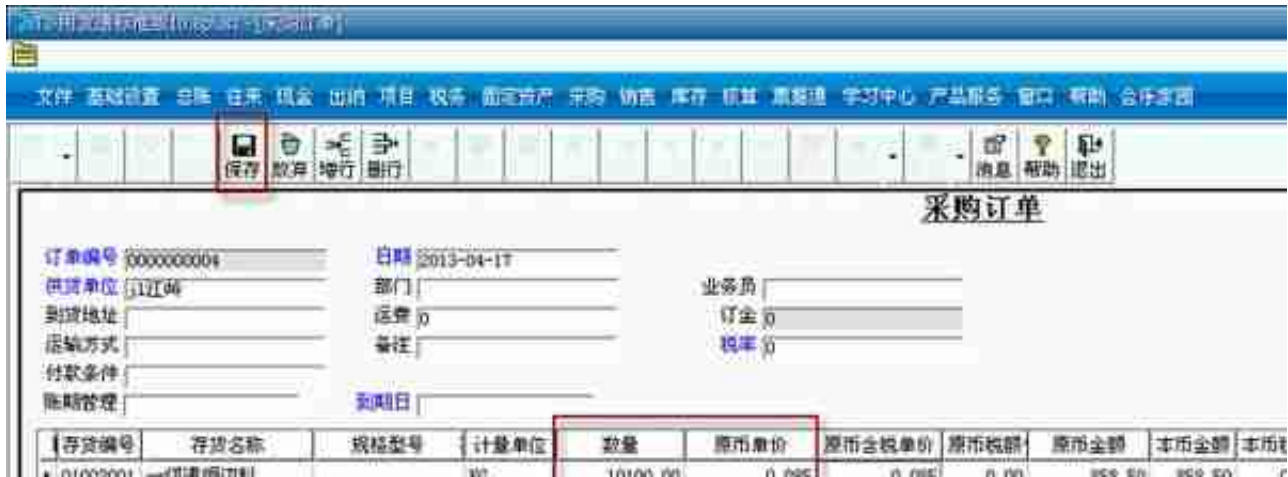 文件 基础设置 总账 往来 现金 出纳 项目 税务 固定资产 采购 销售 库存 核算 票据通 学习中心 产品服务 窗口 帮助 会计家园
保存 放弃 增行 删行 消息 帮助 退出
采购订单
订单编号 0000000004 日期 2013-04-17
供货单位 部门 业务员
到货地址 运费 0 订金 0
运输方式 备注 税率 0
付款条件
账期管理 到期日
存货编号 存货名称 规格型号 计量单位 数量 原币单价 原币含税单价 原币税额 原币金额 本币金额
01002001 10100.00 0.085 0.085 0.00 858.50 858.50